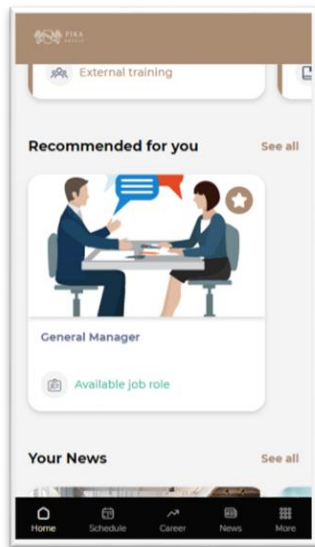 PIKA
External training
Recommended for you
See all
General Manager
Available job role
Your News
See all
Home
Schedule
Career
News
More